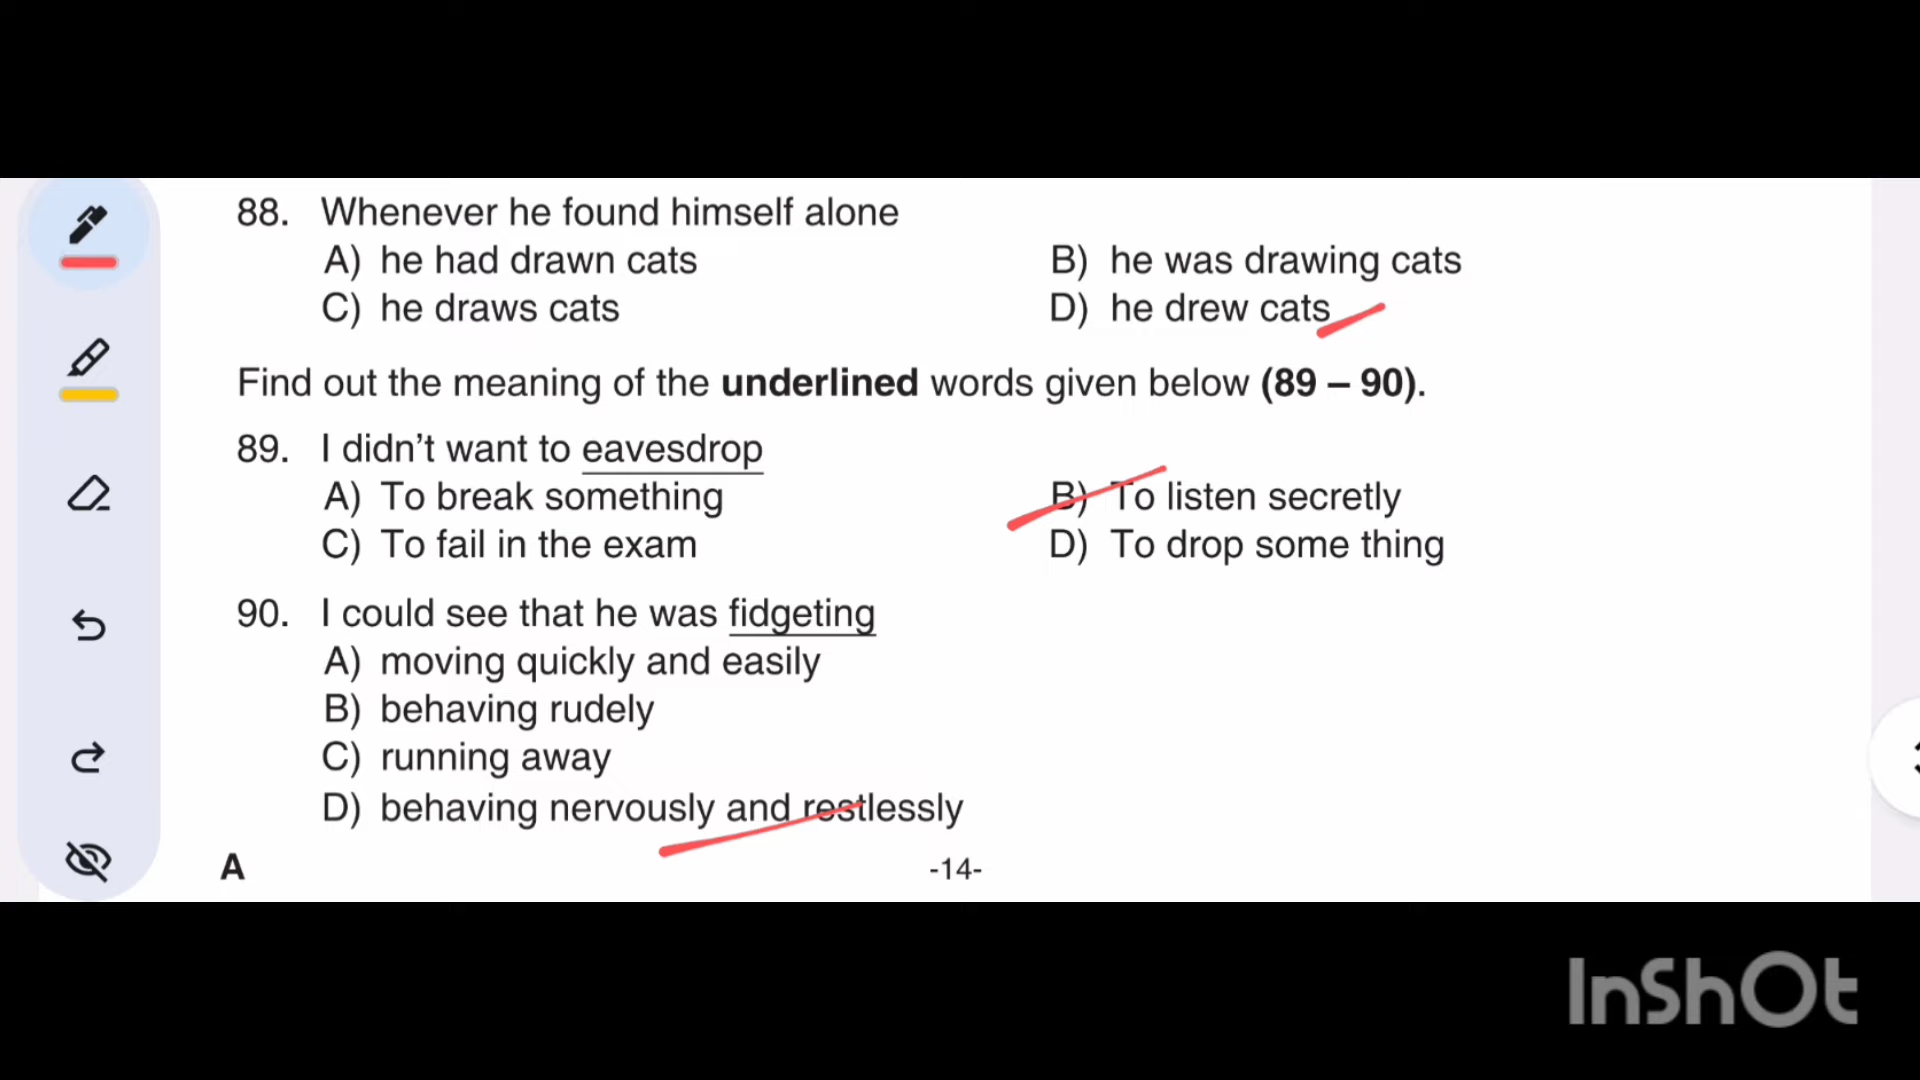 88. Whenever he found himself alone
A) he had drawn cats B) he was drawing cats
C) he draws cats D) he drew cats
Find out the meaning of the underlined words given below (89 – 90).
89. I didn’t want to eavesdrop
A) To break something B) To listen secretly
C) To fail in the exam D) To drop some thing
90. I could see that he was fidgeting
A) moving quickly and easily
B) behaving rudely
C) running away
D) behaving nervously and restlessly
A -14-
InShOt